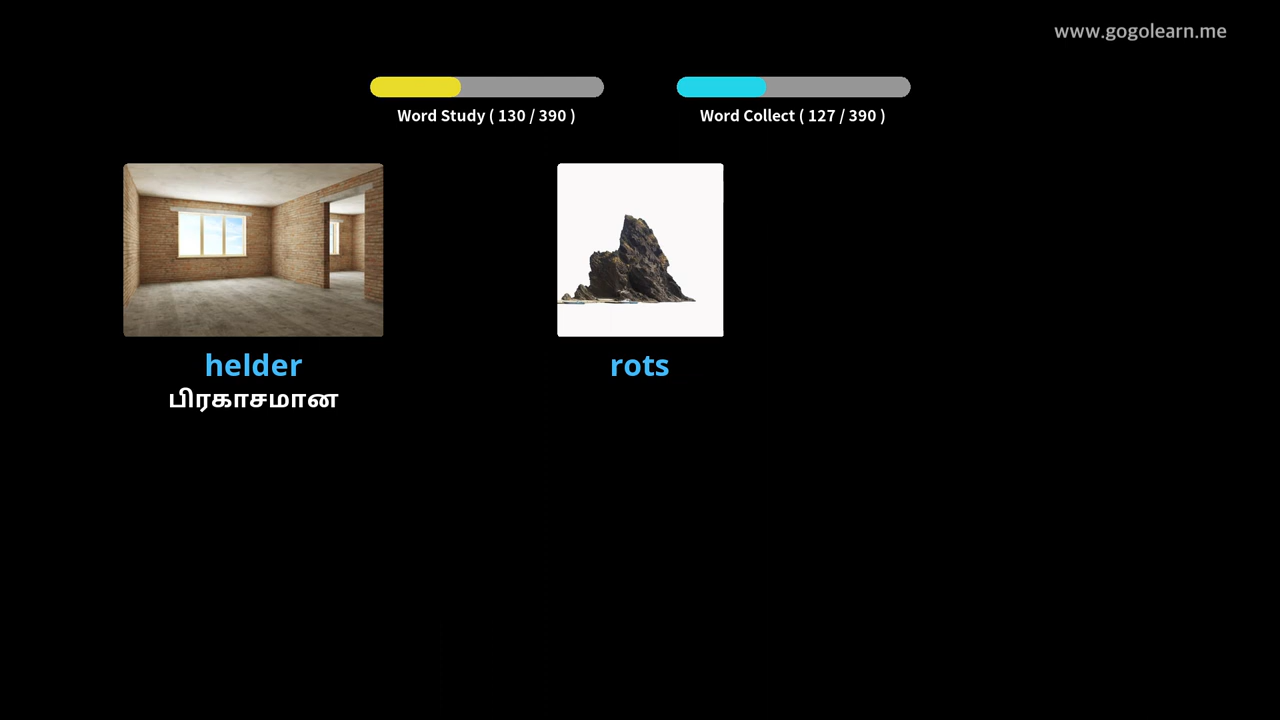 www.gogolearn.me
Word Study ( 130 / 390 )
Word Collect ( 127 / 390 )
helder
பிரகாசமான
rots